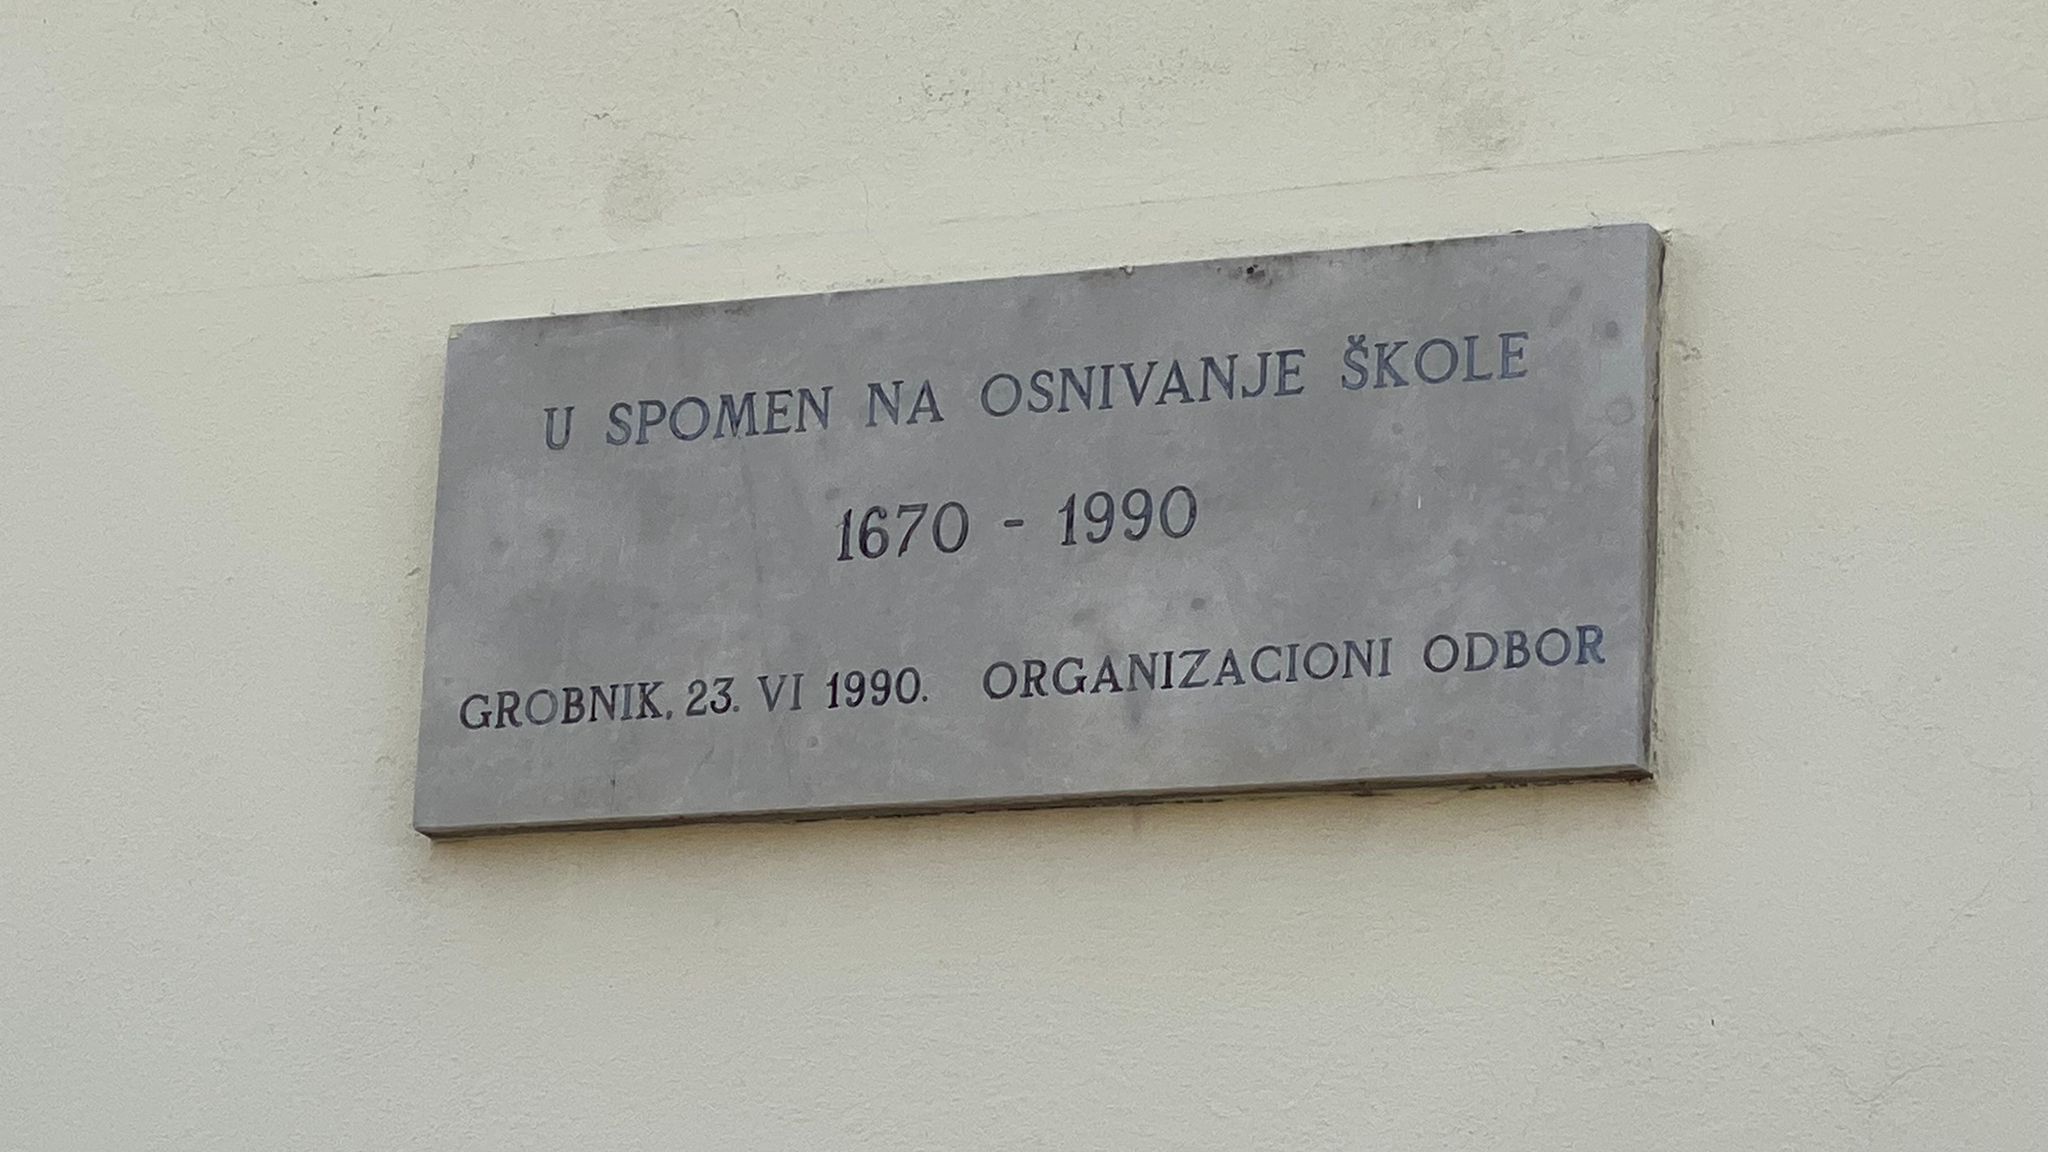 U SPOMEN NA OSNIVANJE ŠKOLE
1670 - 1990
GROBNIK, 23. VI 1990. ORGANIZACIONI ODBOR